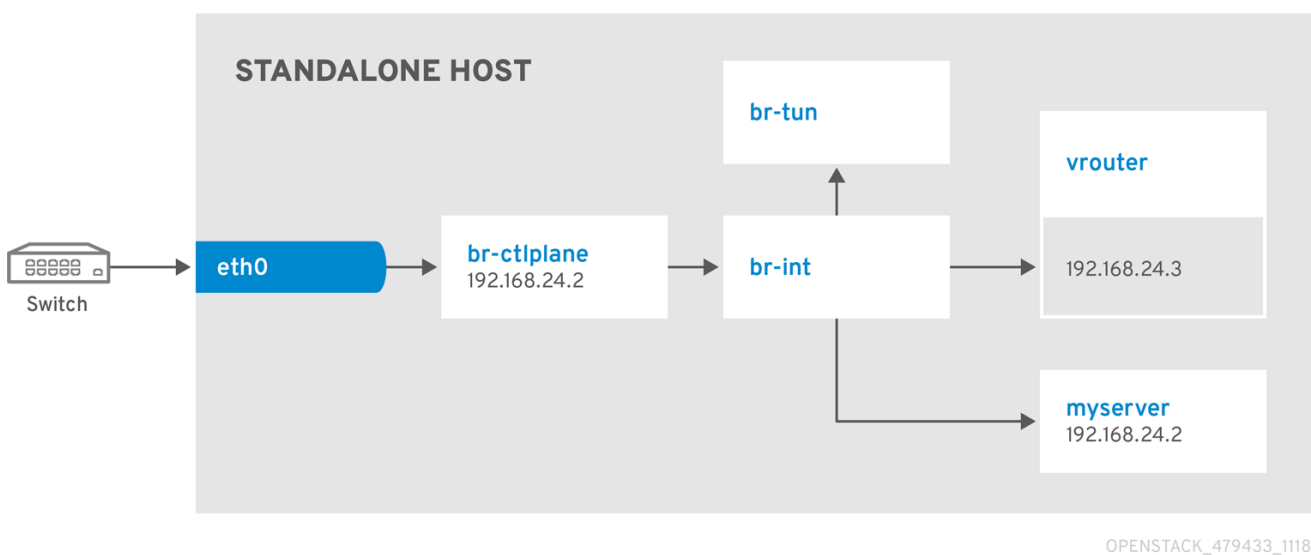 STANDALONE HOST
br-tun
vrouter
192.168.24.3
eth0
br-ctlplane
192.168.24.2
br-int
Switch
myserver
192.168.24.2
OPENSTACK_479433_1118